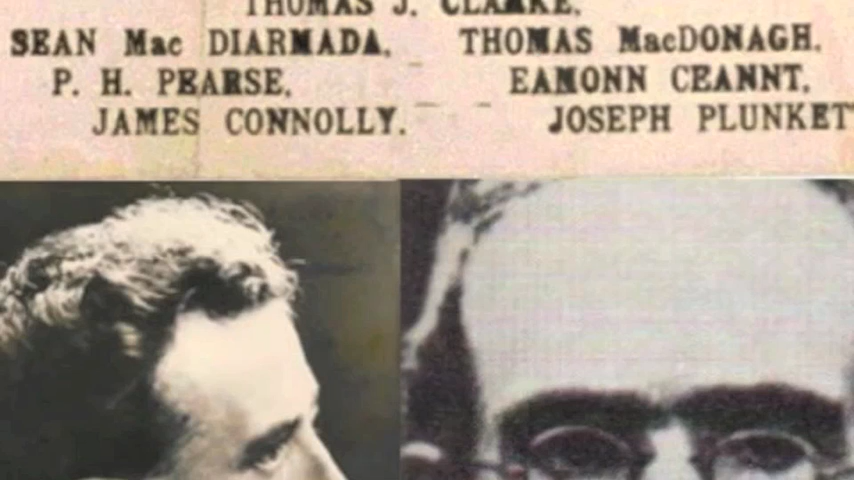 THOMAS J. CLARKE,
SEAN Mac DIARMADA, THOMAS MacDONAGH,
P. H. PEARSE, EAMONN CEANNT,
JAMES CONNOLLY. JOSEPH PLUNKET